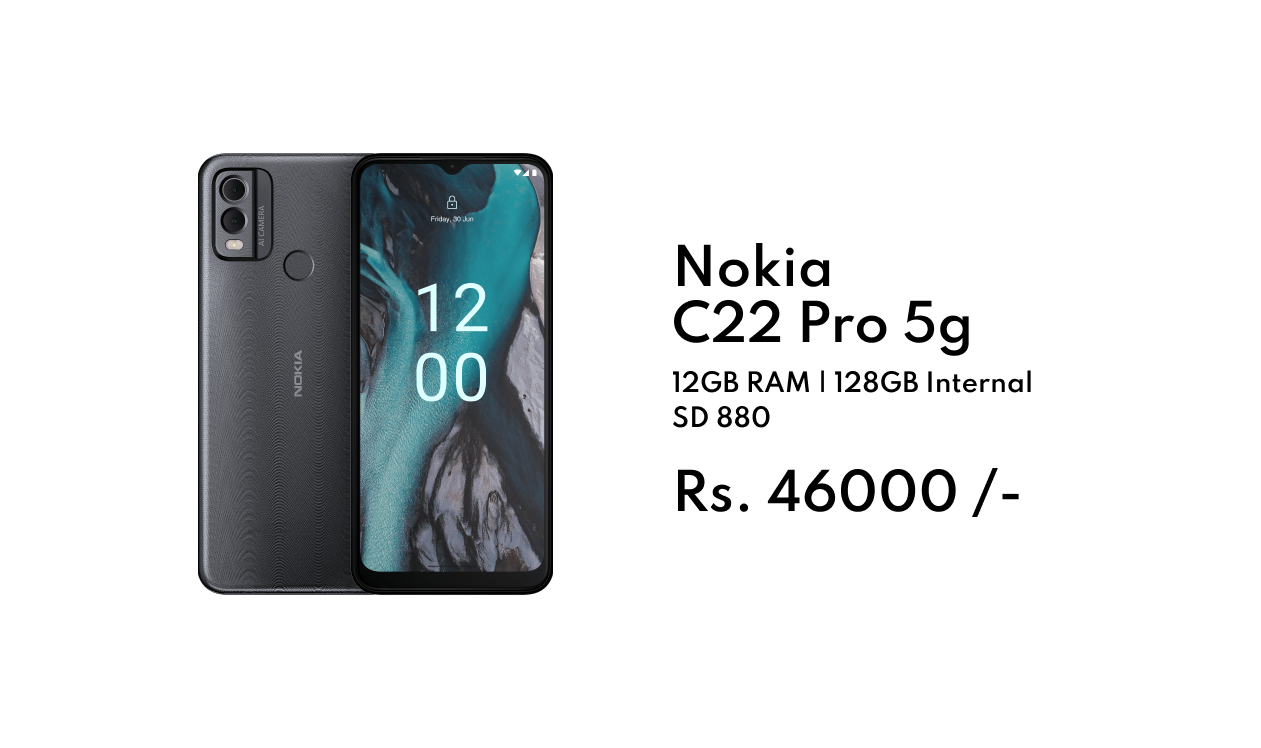 AI CAMERA
NOKIA
Friday, 30 Jun
12
00
Nokia
C22 Pro 5g
12GB RAM | 128GB Internal
SD 880
Rs. 46000 /-